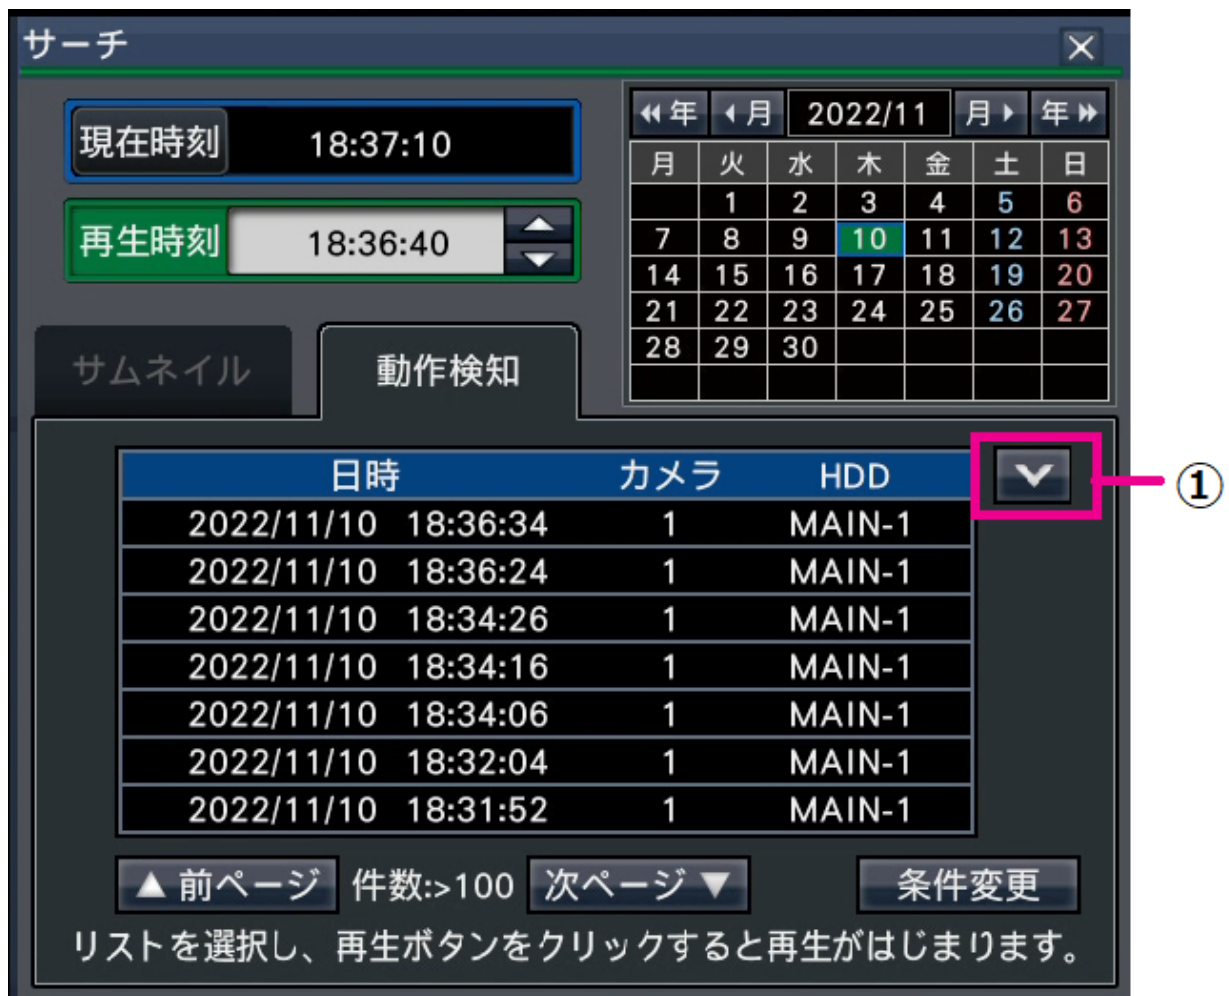 サーチ
現在時刻 18:37:10
再生時刻 18:36:40
年 月 2022/11 月 年
月 火 水 木 金 土 日
1 2 3 4 5 6
7 8 9 10 11 12 13
14 15 16 17 18 19 20
21 22 23 24 25 26 27
28 29 30
サムネイル 動作検知
日時 カメラ HDD
①
2022/11/10 18:36:34 1 MAIN-1
2022/11/10 18:36:24 1 MAIN-1
2022/11/10 18:34:26 1 MAIN-1
2022/11/10 18:34:16 1 MAIN-1
2022/11/10 18:34:06 1 MAIN-1
2022/11/10 18:32:04 1 MAIN-1
2022/11/10 18:31:52 1 MAIN-1
▲ 前ページ 件数:>100 次ページ ▼ 条件変更
リストを選択し、再生ボタンをクリックすると再生がはじまります。